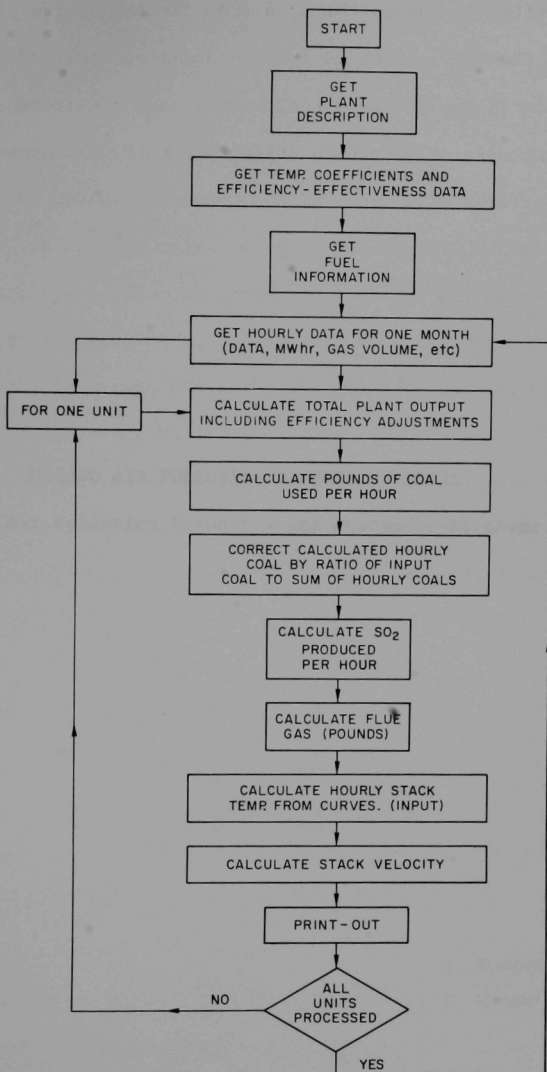 START
GET
PLANT
DESCRIPTION
GET TEMP. COEFFICIENTS AND
EFFICIENCY-EFFECTIVENESS DATA
GET
FUEL
INFORMATION
GET HOURLY DATA FOR ONE MONTH
(DATA, MWhr, GAS VOLUME, etc)
FOR ONE UNIT
CALCULATE TOTAL PLANT OUTPUT
INCLUDING EFFICIENCY ADJUSTMENTS
CALCULATE POUNDS OF COAL
USED PER HOUR
CORRECT CALCULATED HOURLY
COAL BY RATIO OF INPUT
COAL TO SUM OF HOURLY COALS
CALCULATE SO2
PRODUCED
PER HOUR
CALCULATE FLUE
GAS (POUNDS)
CALCULATE HOURLY STACK
TEMP. FROM CURVES. (INPUT)
CALCULATE STACK VELOCITY
PRINT-OUT
ALL
UNITS
PROCESSED
NO
YES